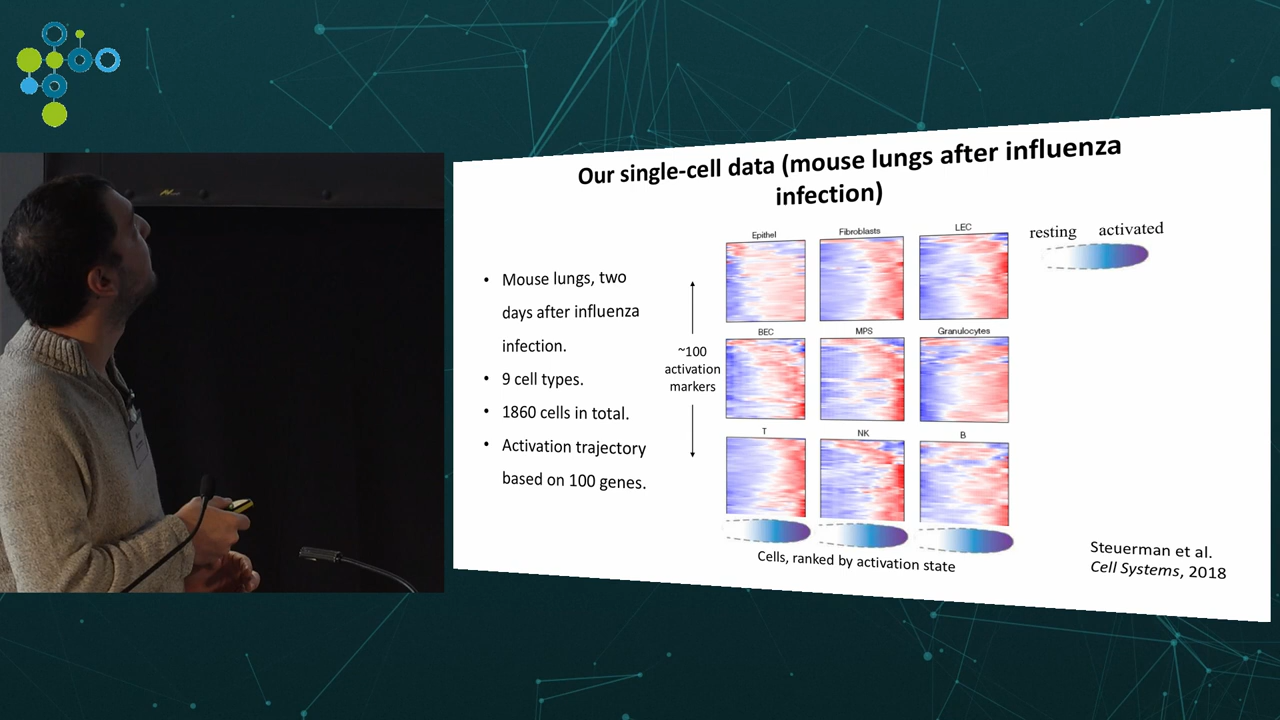 Our single-cell data (mouse lungs after influenza
infection)
• Mouse lungs, two
days after influenza
infection.
• 9 cell types.
• 1860 cells in total.
• Activation trajectory
based on 100 genes.
~100
activation
markers
Epithel Fibroblasts LEC
BEC MPS Granulocytes
T NK B
Cells, ranked by activation state
resting activated
Steuerman et al.
Cell Systems, 2018